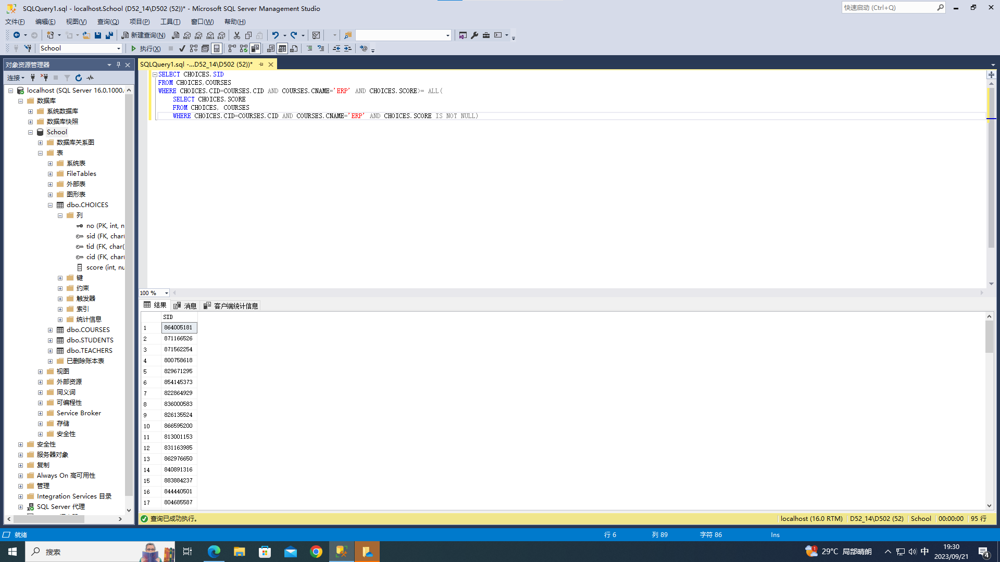 SQLQuery1.sql - localhost.School (D52_14\D502 (52))* - Microsoft SQL Server Management Studio
快速启动 (Ctrl+Q)
文件(F) 编辑(E) 视图(V) 查询(Q) 项目(P) 工具(T) 窗口(W) 帮助(H)
新建查询(N)
School
执行(X)
对象资源管理器
连接
localhost (SQL Server 16.0.1000.
数据库
系统数据库
数据库快照
School
数据库关系图
表
系统表
FileTables
外部表
图形表
dbo.CHOICES
列
no (PK, int, n
sid (FK, char(
tid (FK, char(
cid (FK, char(
score (int, nu
键
约束
触发器
索引
统计信息
dbo.COURSES
dbo.STUDENTS
dbo.TEACHERS
已删除账本表
视图
外部资源
同义词
可编程性
Service Broker
存储
安全性
安全性
服务器对象
复制
Always On 高可用性
管理
Integration Services 目录
SQL Server 代理
SQLQuery1.sql -...D52_14\D502 (52))*
SELECT CHOICES.SID
FROM CHOICES,COURSES
WHERE CHOICES.CID=COURSES.CID AND COURSES.CNAME='ERP' AND CHOICES.SCORE>= ALL(
SELECT CHOICES.SCORE
FROM CHOICES, COURSES
WHERE CHOICES.CID=COURSES.CID AND COURSES.CNAME='ERP' AND CHOICES.SCORE IS NOT NULL)
100 %
结果 消息 客户端统计信息
SID
1 864005181
2 871166526
3 871562254
4 800758618
5 829671295
6 854145373
7 822864929
8 836000583
9 826135524
10 866595200
11 813001153
12 831163985
13 862976650
14 840891316
15 883884237
16 844440501
17 804685587
查询已成功执行。
localhost (16.0 RTM) D52_14\D502 (52) School 00:00:00 95 行
就绪
行 6 列 89 字符 86 Ins
搜索
29°C 局部晴朗
中
19:30
2023/09/21
4